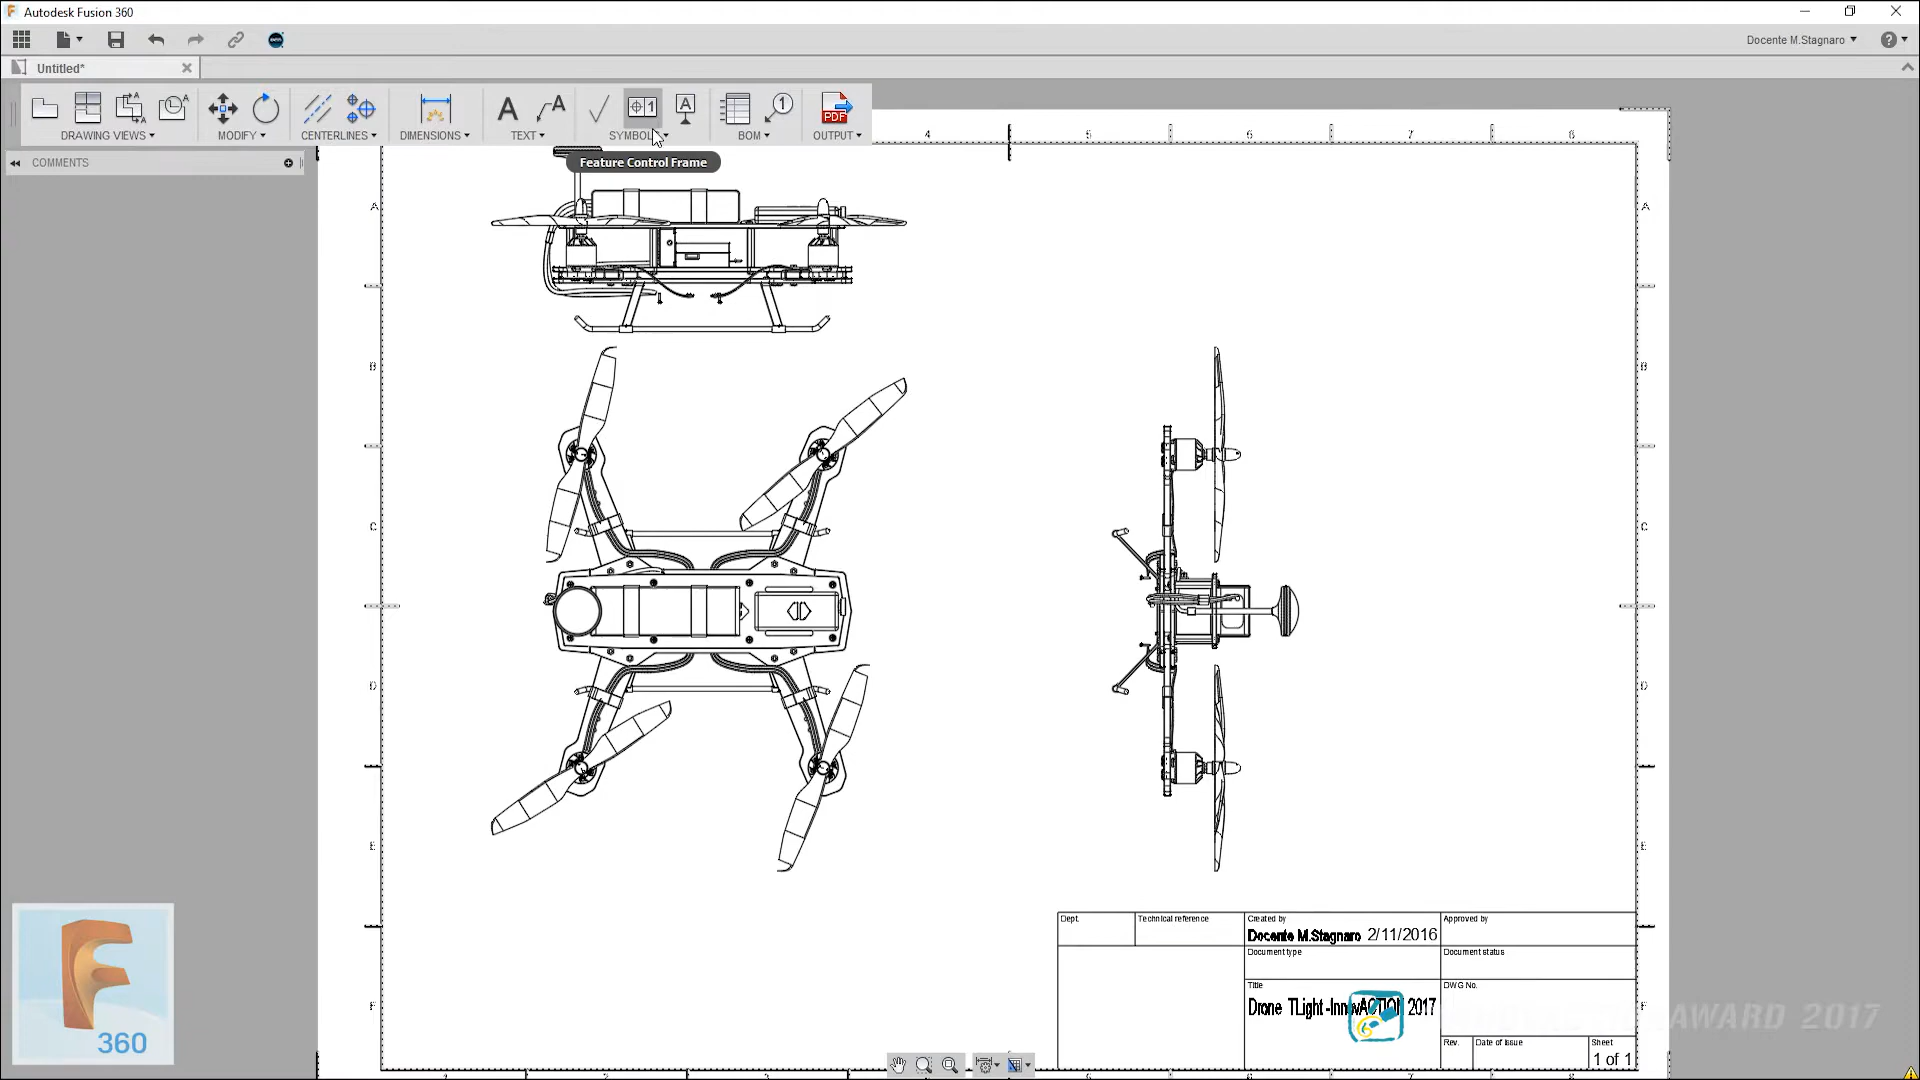 Autodesk Fusion 360
Docente M.Stagnaro
Untitled*
DRAWING VIEWS
MODIFY
CENTERLINES
DIMENSIONS
TEXT
BOM
OUTPUT
PDF
COMMENTS
Feature Control Frame
4 5 6 7 8
A A
B B
C C
D D
E E
F F
Dept.
Technical reference
Created by
Docente M.Stagnaro 2/11/2016
Approved by
Document type
Document status
Title
Drone TLight-InnovACTION 2017
DWG No.
Rev.
Date of issue
Sheet
1 of 1
AWARD 2017
360